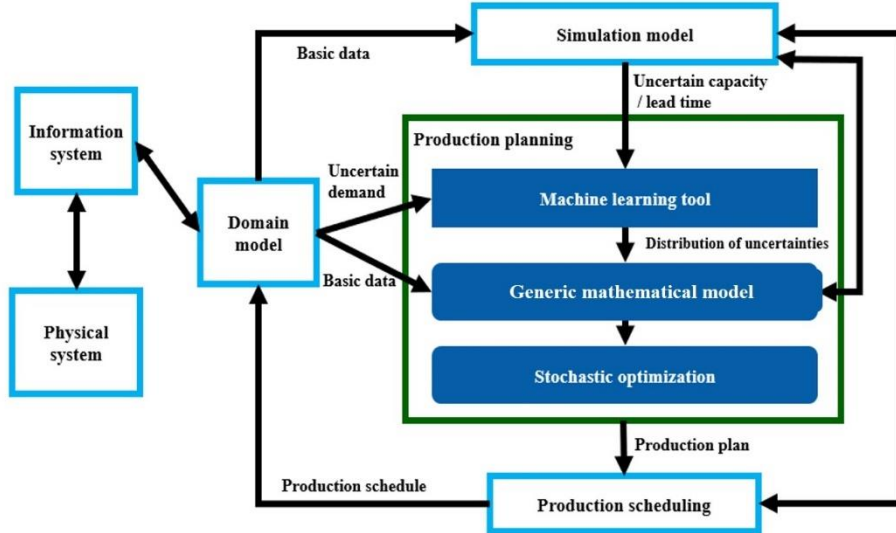 Simulation model
Basic data
Uncertain capacity
/ lead time
Information
system
Production planning
Uncertain
demand
Machine learning tool
Domain
model
Distribution of uncertainties
Basic data
Generic mathematical model
Physical
system
Stochastic optimization
Production plan
Production schedule
Production scheduling